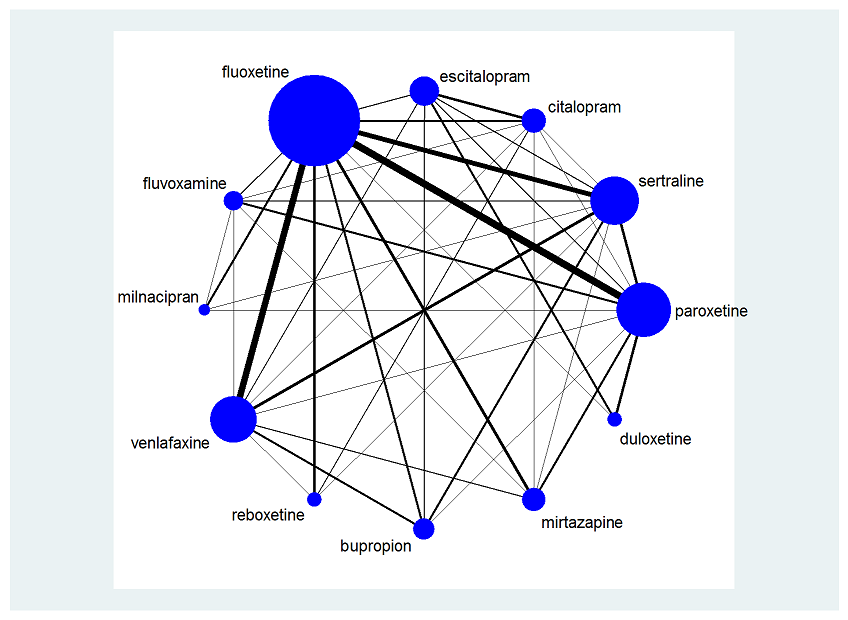 fluoxetine
escitalopram
citalopram
fluvoxamine
sertraline
milnacipran
paroxetine
venlafaxine
duloxetine
reboxetine
mirtazapine
bupropion